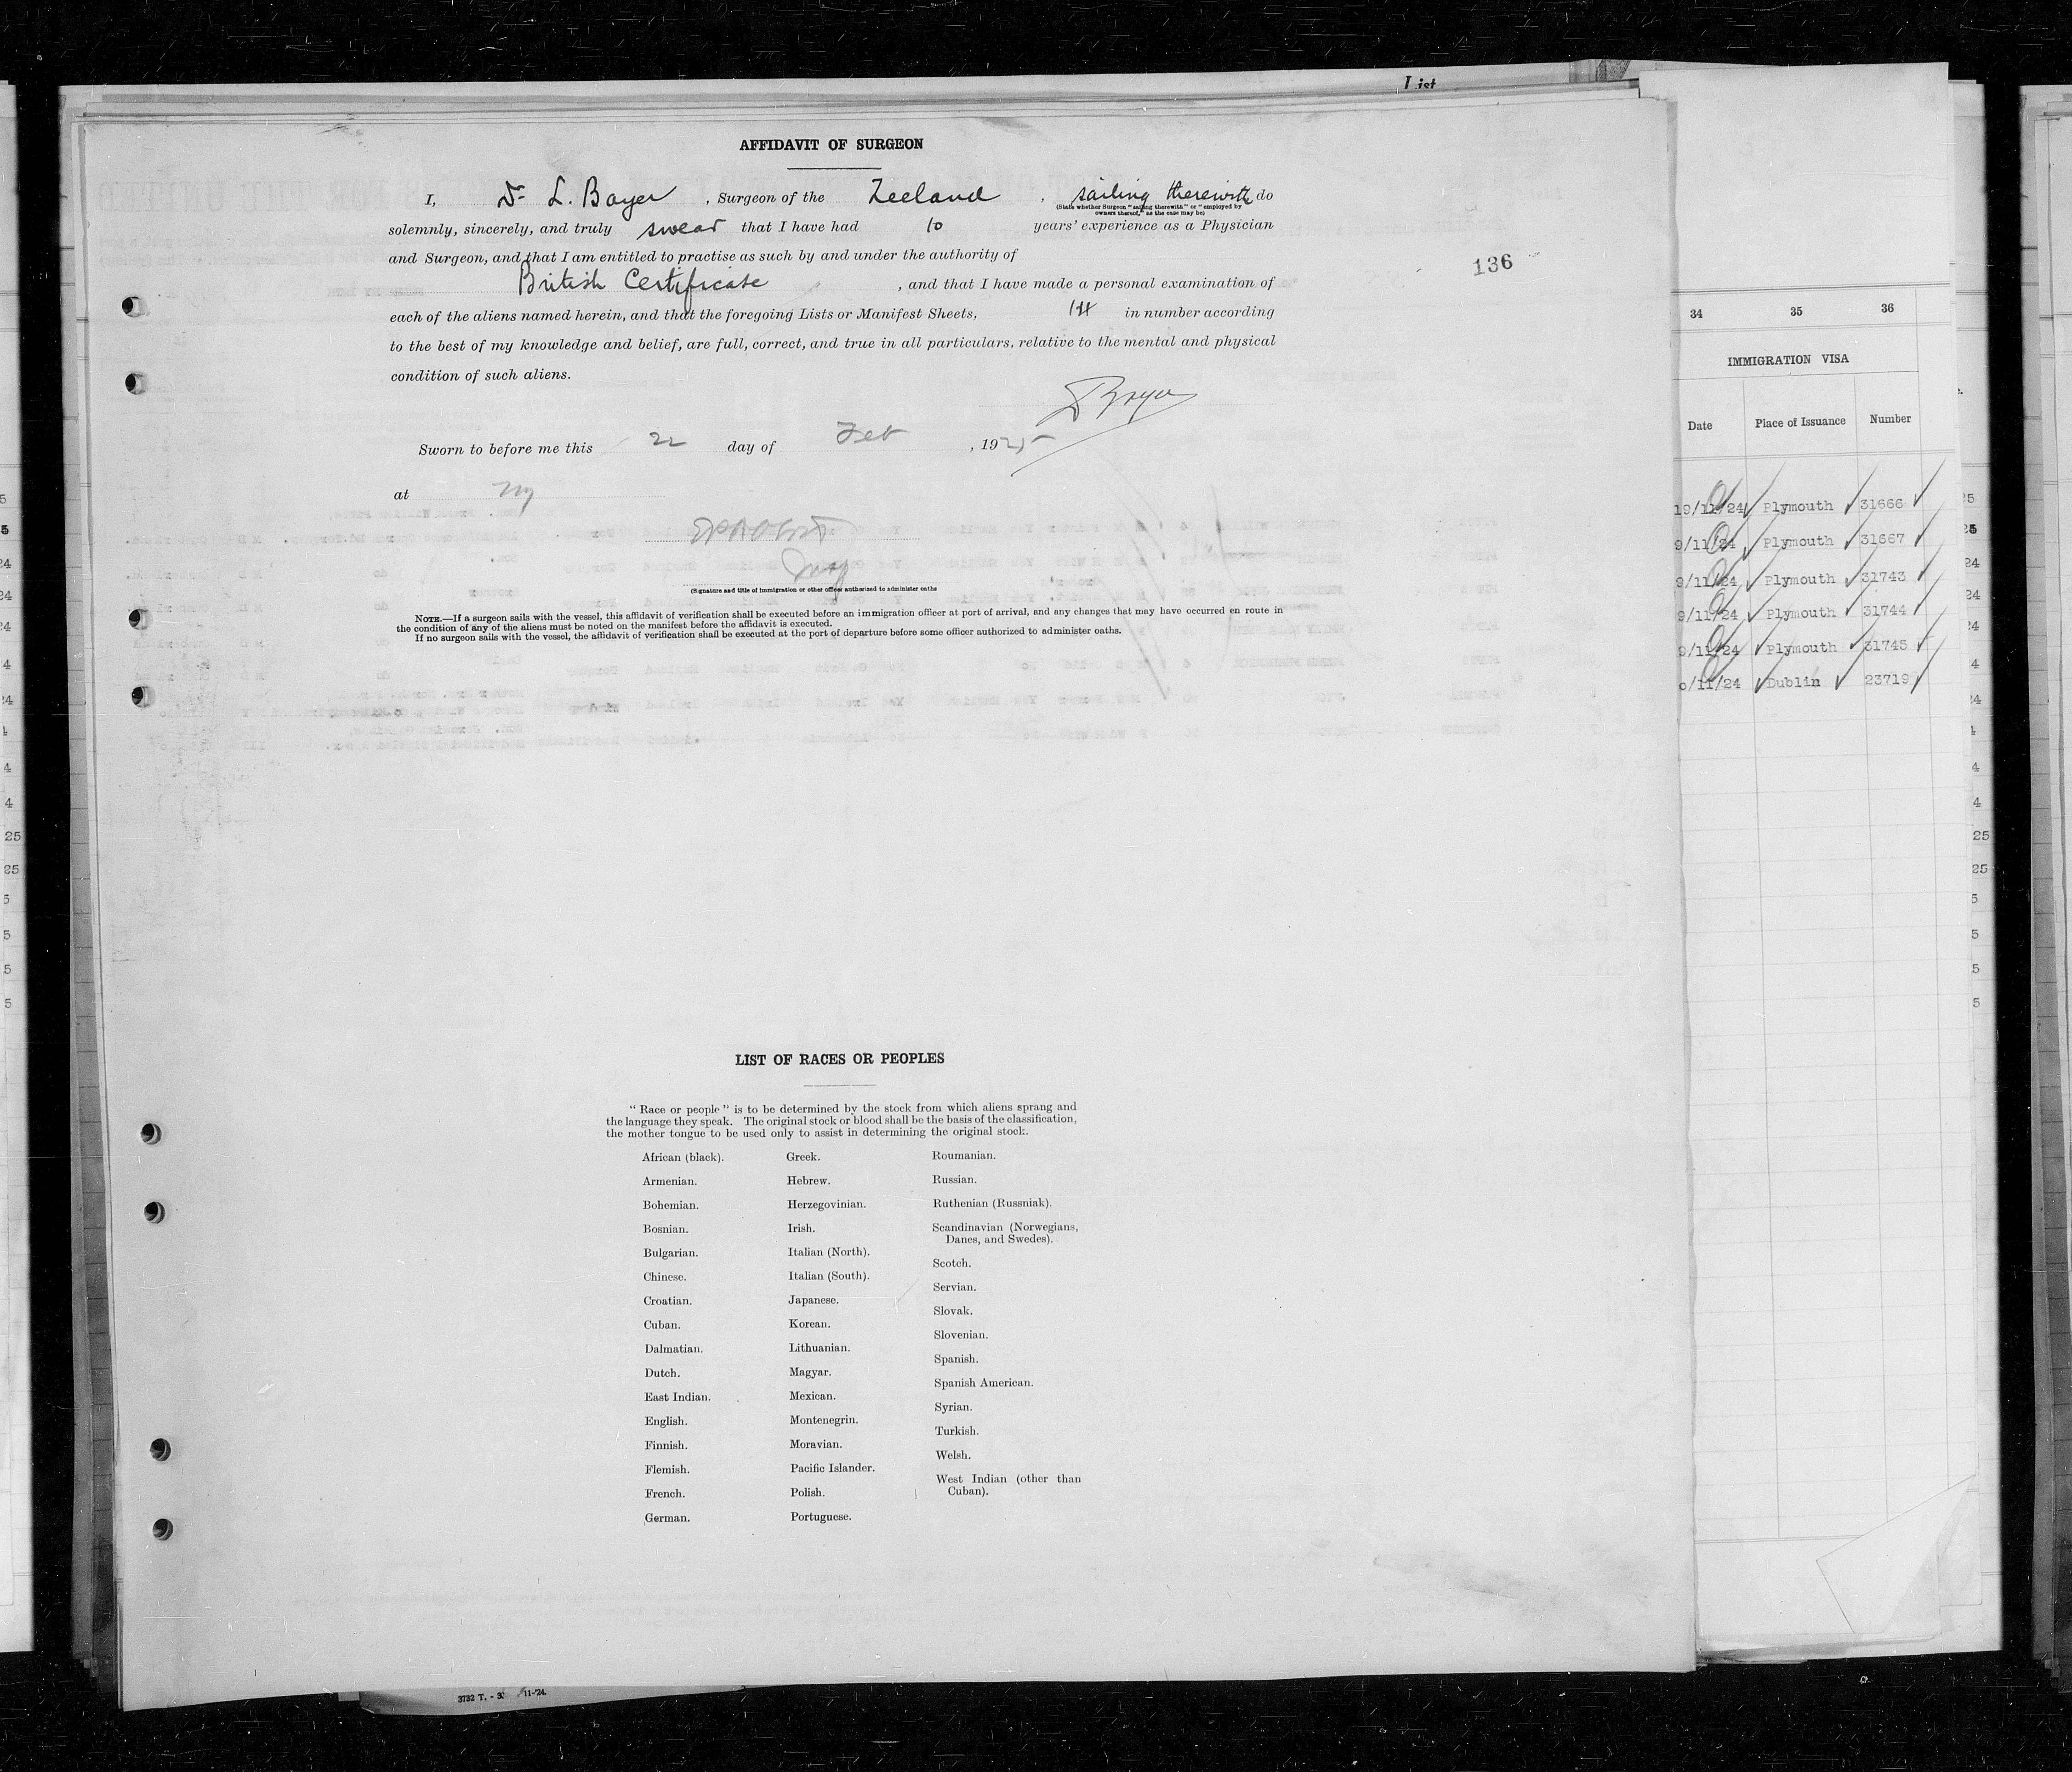 List
AFFIDAVIT OF SURGEON
I, Dr L. Bayer, Surgeon of the Zeeland, sailing therewith do
(State whether Surgeon "sailing therewith" or "employed by
owners thereof," as the case may be)
solemnly, sincerely, and truly swear that I have had 10 years' experience as a Physician
and Surgeon, and that I am entitled to practise as such by and under the authority of
British Certificate, and that I have made a personal examination of
each of the aliens named herein, and that the foregoing Lists or Manifest Sheets, 14 in number according
to the best of my knowledge and belief, are full, correct, and true in all particulars, relative to the mental and physical
condition of such aliens.
L Bayer
Sworn to before me this 22 day of Feb, 1925
at NY
Insp
(Signature and title of immigration or other officer authorized to administer oaths
NOTE.—If a surgeon sails with the vessel, this affidavit of verification shall be executed before an immigration officer at port of arrival, and any changes that may have occurred en route in
the condition of any of the aliens must be noted on the manifest before the affidavit is executed.
If no surgeon sails with the vessel, the affidavit of verification shall be executed at the port of departure before some officer authorized to administer oaths.
136
LIST OF RACES OR PEOPLES
"Race or people" is to be determined by the stock from which aliens sprang and
the language they speak. The original stock or blood shall be the basis of the classification,
the mother tongue to be used only to assist in determining the original stock.
African (black).
Armenian.
Bohemian.
Bosnian.
Bulgarian.
Chinese.
Croatian.
Cuban.
Dalmatian.
Dutch.
East Indian.
English.
Finnish.
Flemish.
French.
German.
Greek.
Hebrew.
Herzegovinian.
Irish.
Italian (North).
Italian (South).
Japanese.
Korean.
Lithuanian.
Magyar.
Mexican.
Montenegrin.
Moravian.
Pacific Islander.
Polish.
Portuguese.
Roumanian.
Russian.
Ruthenian (Russniak).
Scandinavian (Norwegians,
Danes, and Swedes).
Scotch.
Servian.
Slovak.
Slovenian.
Spanish.
Spanish American.
Syrian.
Turkish.
Welsh.
West Indian (other than
Cuban).
34 35 36
IMMIGRATION VISA
Date Place of Issuance Number
19/11/24 Plymouth 31666
9/11/24 Plymouth 31667
9/11/24 Plymouth 31743
9/11/24 Plymouth 31744
9/11/24 Plymouth 31745
0/11/24 Dublin 23719
3732 T. - 11-'24.